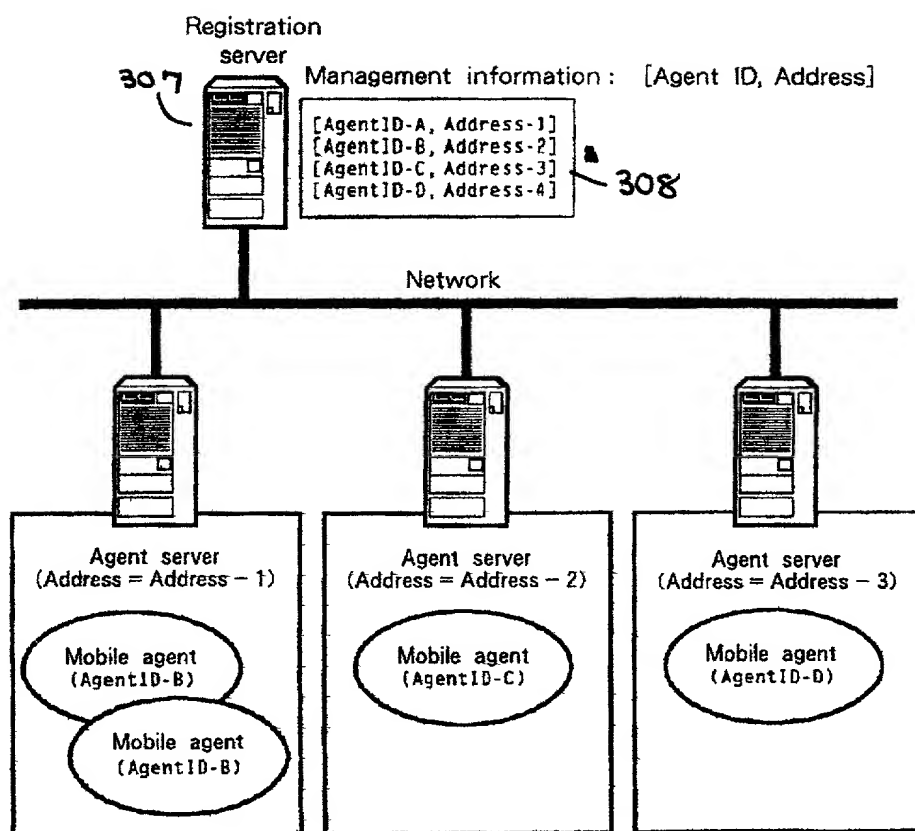 Registration
server
307
Management information : [Agent ID, Address]
[AgentID-A, Address-1]
[AgentID-B, Address-2]
[AgentID-C, Address-3]
[AgentID-D, Address-4]
308
Network
Agent server
(Address = Address - 1)
Mobile agent
(AgentID-B)
Mobile agent
(AgentID-B)
Agent server
(Address = Address - 2)
Mobile agent
(AgentID-C)
Agent server
(Address = Address - 3)
Mobile agent
(AgentID-D)